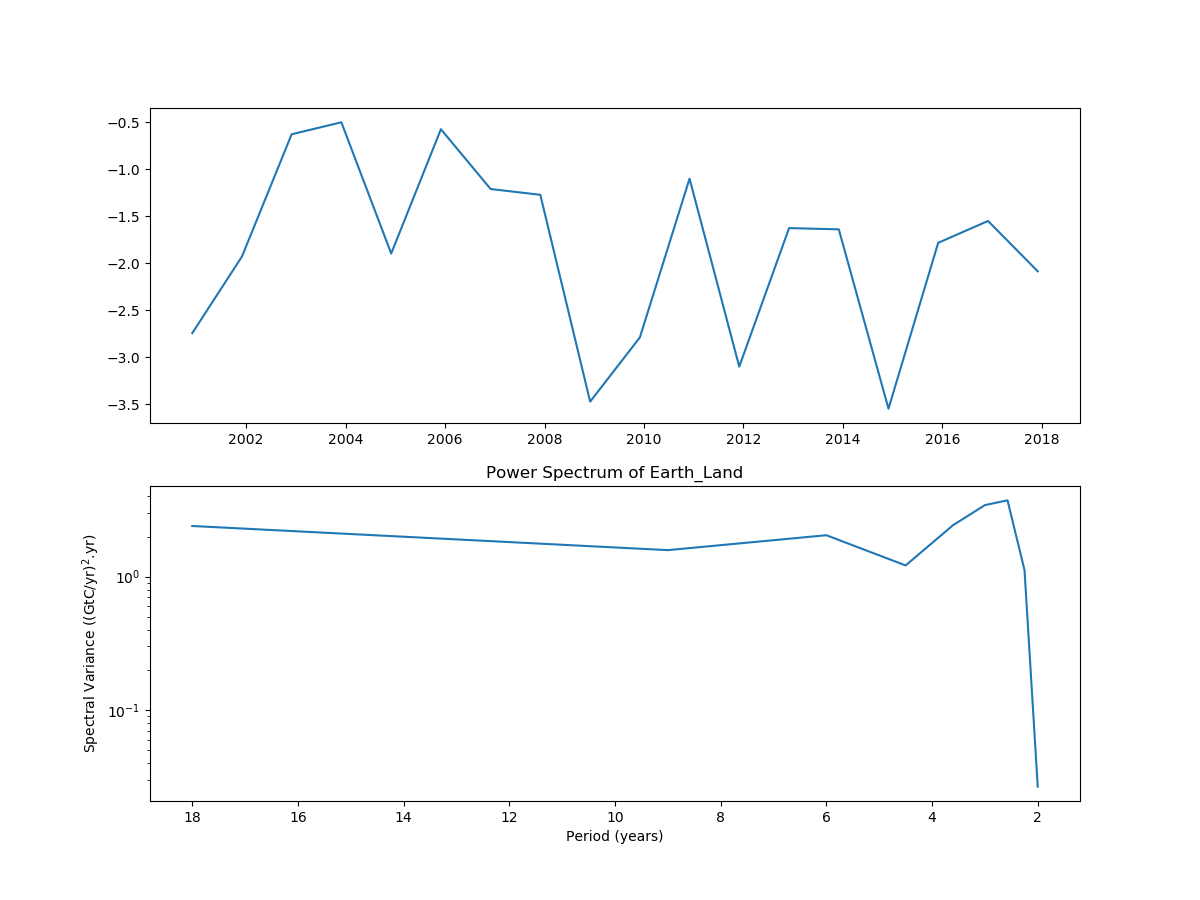 −0.5
−1.0
−1.5
−2.0
−2.5
−3.0
−3.5
2002 2004 2006 2008 2010 2012 2014 2016 2018
Power Spectrum of Earth_Land
Spectral Variance ((GtC/yr)².yr)
10⁰
10⁻¹
18 16 14 12 10 8 6 4 2
Period (years)